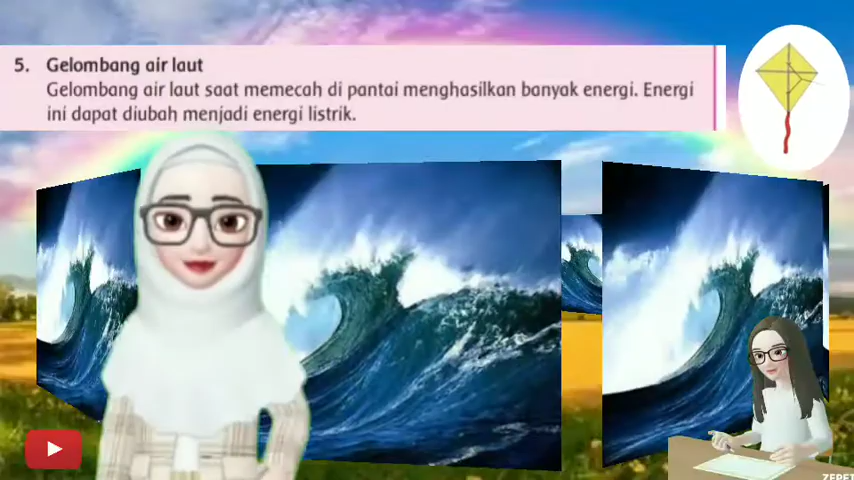 5. Gelombang air laut
Gelombang air laut saat memecah di pantai menghasilkan banyak energi. Energi
ini dapat diubah menjadi energi listrik.